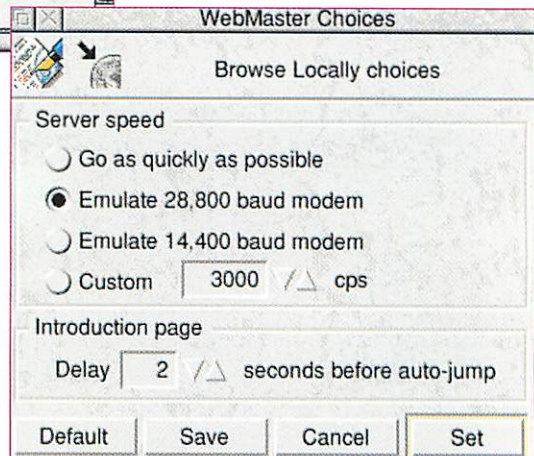 WebMaster Choices
Browse Locally choices
Server speed
Go as quickly as possible
Emulate 28,800 baud modem
Emulate 14,400 baud modem
Custom 3000 cps
Introduction page
Delay 2 seconds before auto-jump
Default Save Cancel Set